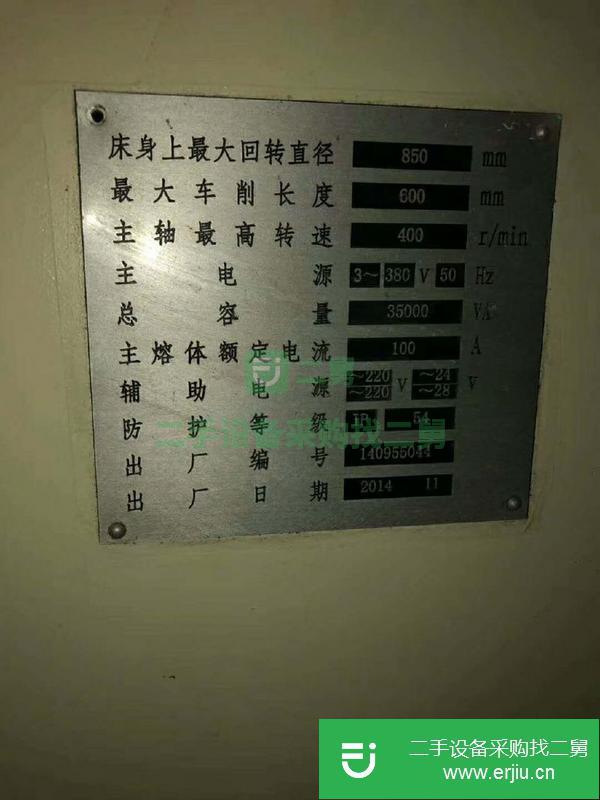 床身上最大回转直径 850 mm
最大车削长度 600 mm
主轴最高转速 400 r/min
主电源 3～ 380 V 50 Hz
总容量 35000 VA
主熔体额定电流 100 A
辅助电源 ～220 V ～24 V
～220 ～28
防护等级 IP 54
出厂编号 140955044
出厂日期 2014 11
二舅
二手设备采购找二舅
二手设备采购找二舅
www.erjiu.cn